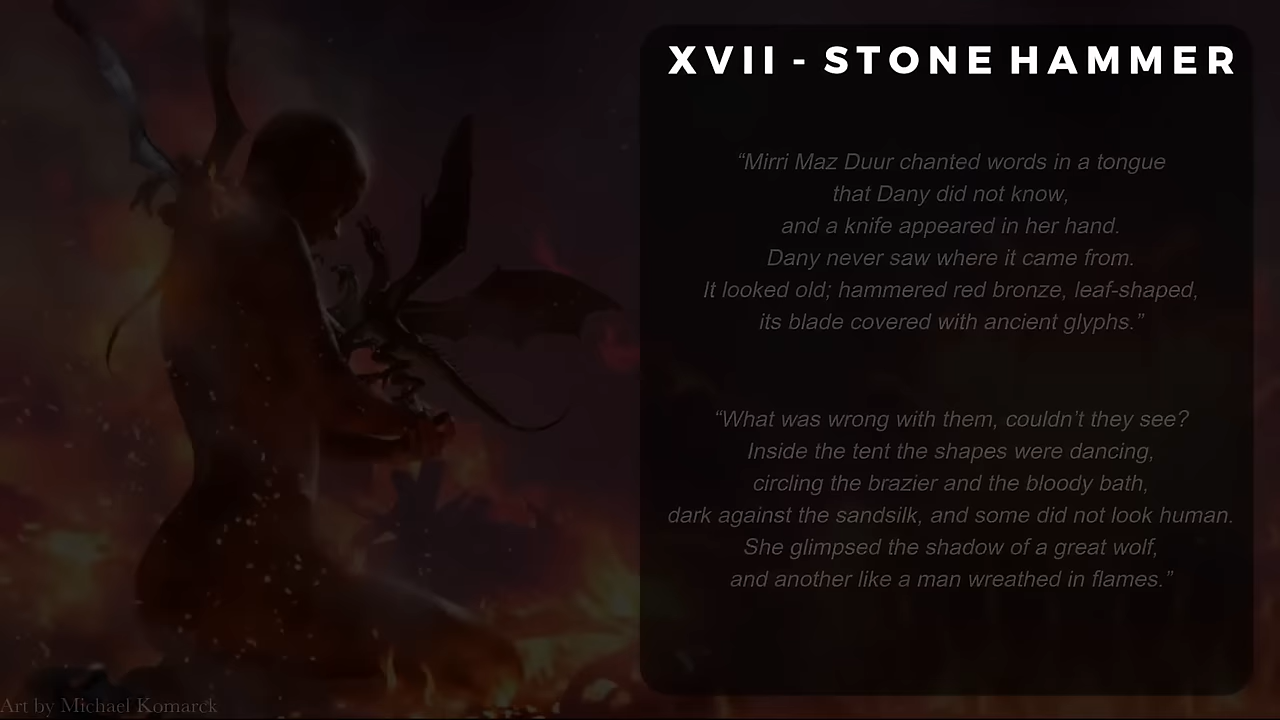 XVII - STONE HAMMER
“Mirri Maz Duur chanted words in a tongue
that Dany did not know,
and a knife appeared in her hand.
Dany never saw where it came from.
It looked old; hammered red bronze, leaf-shaped,
its blade covered with ancient glyphs.”
“What was wrong with them, couldn’t they see?
Inside the tent the shapes were dancing,
circling the brazier and the bloody bath,
dark against the sandsilk, and some did not look human.
She glimpsed the shadow of a great wolf,
and another like a man wreathed in flames.”
Art by Michael Komarck